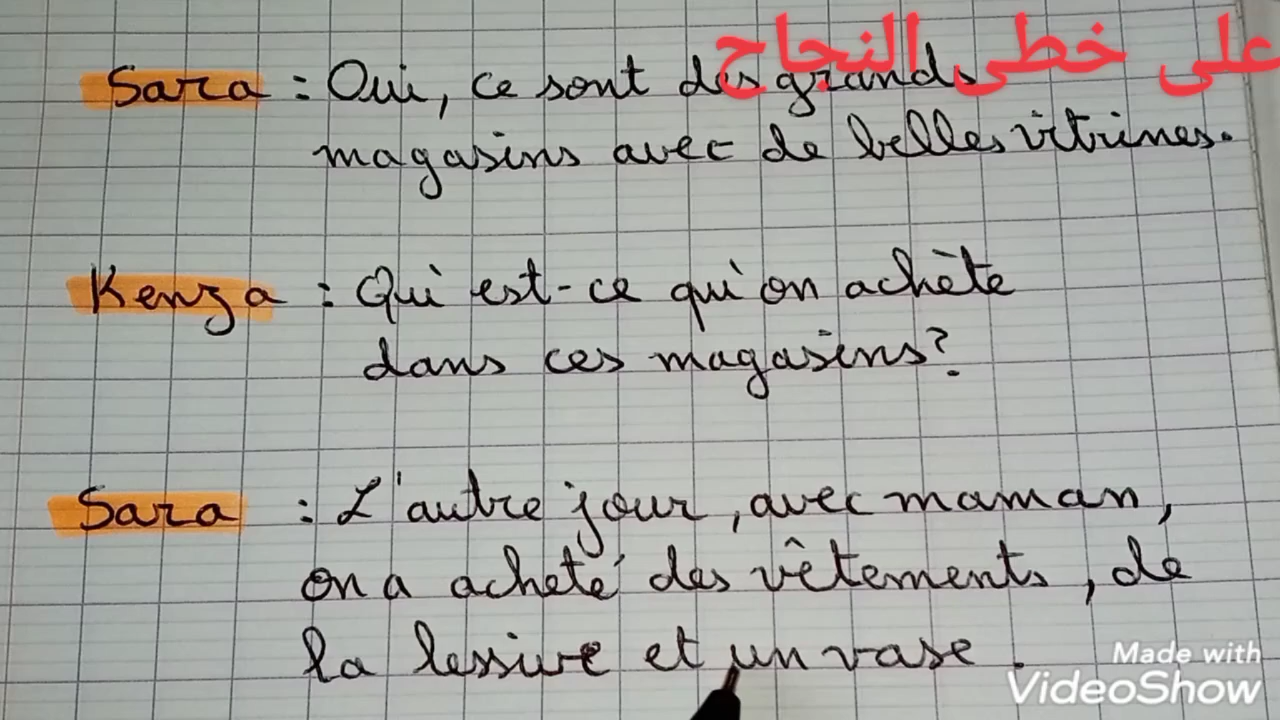 على خطى النجاح
Sara : Oui, ce sont des grands
magasins avec de belles vitrines.
Kenza : Qui est-ce qu'on achète
dans ces magasins?
Sara : L'autre jour, avec maman,
on a acheté des vêtements, de
la lessive et un vase.
Made with
VideoShow